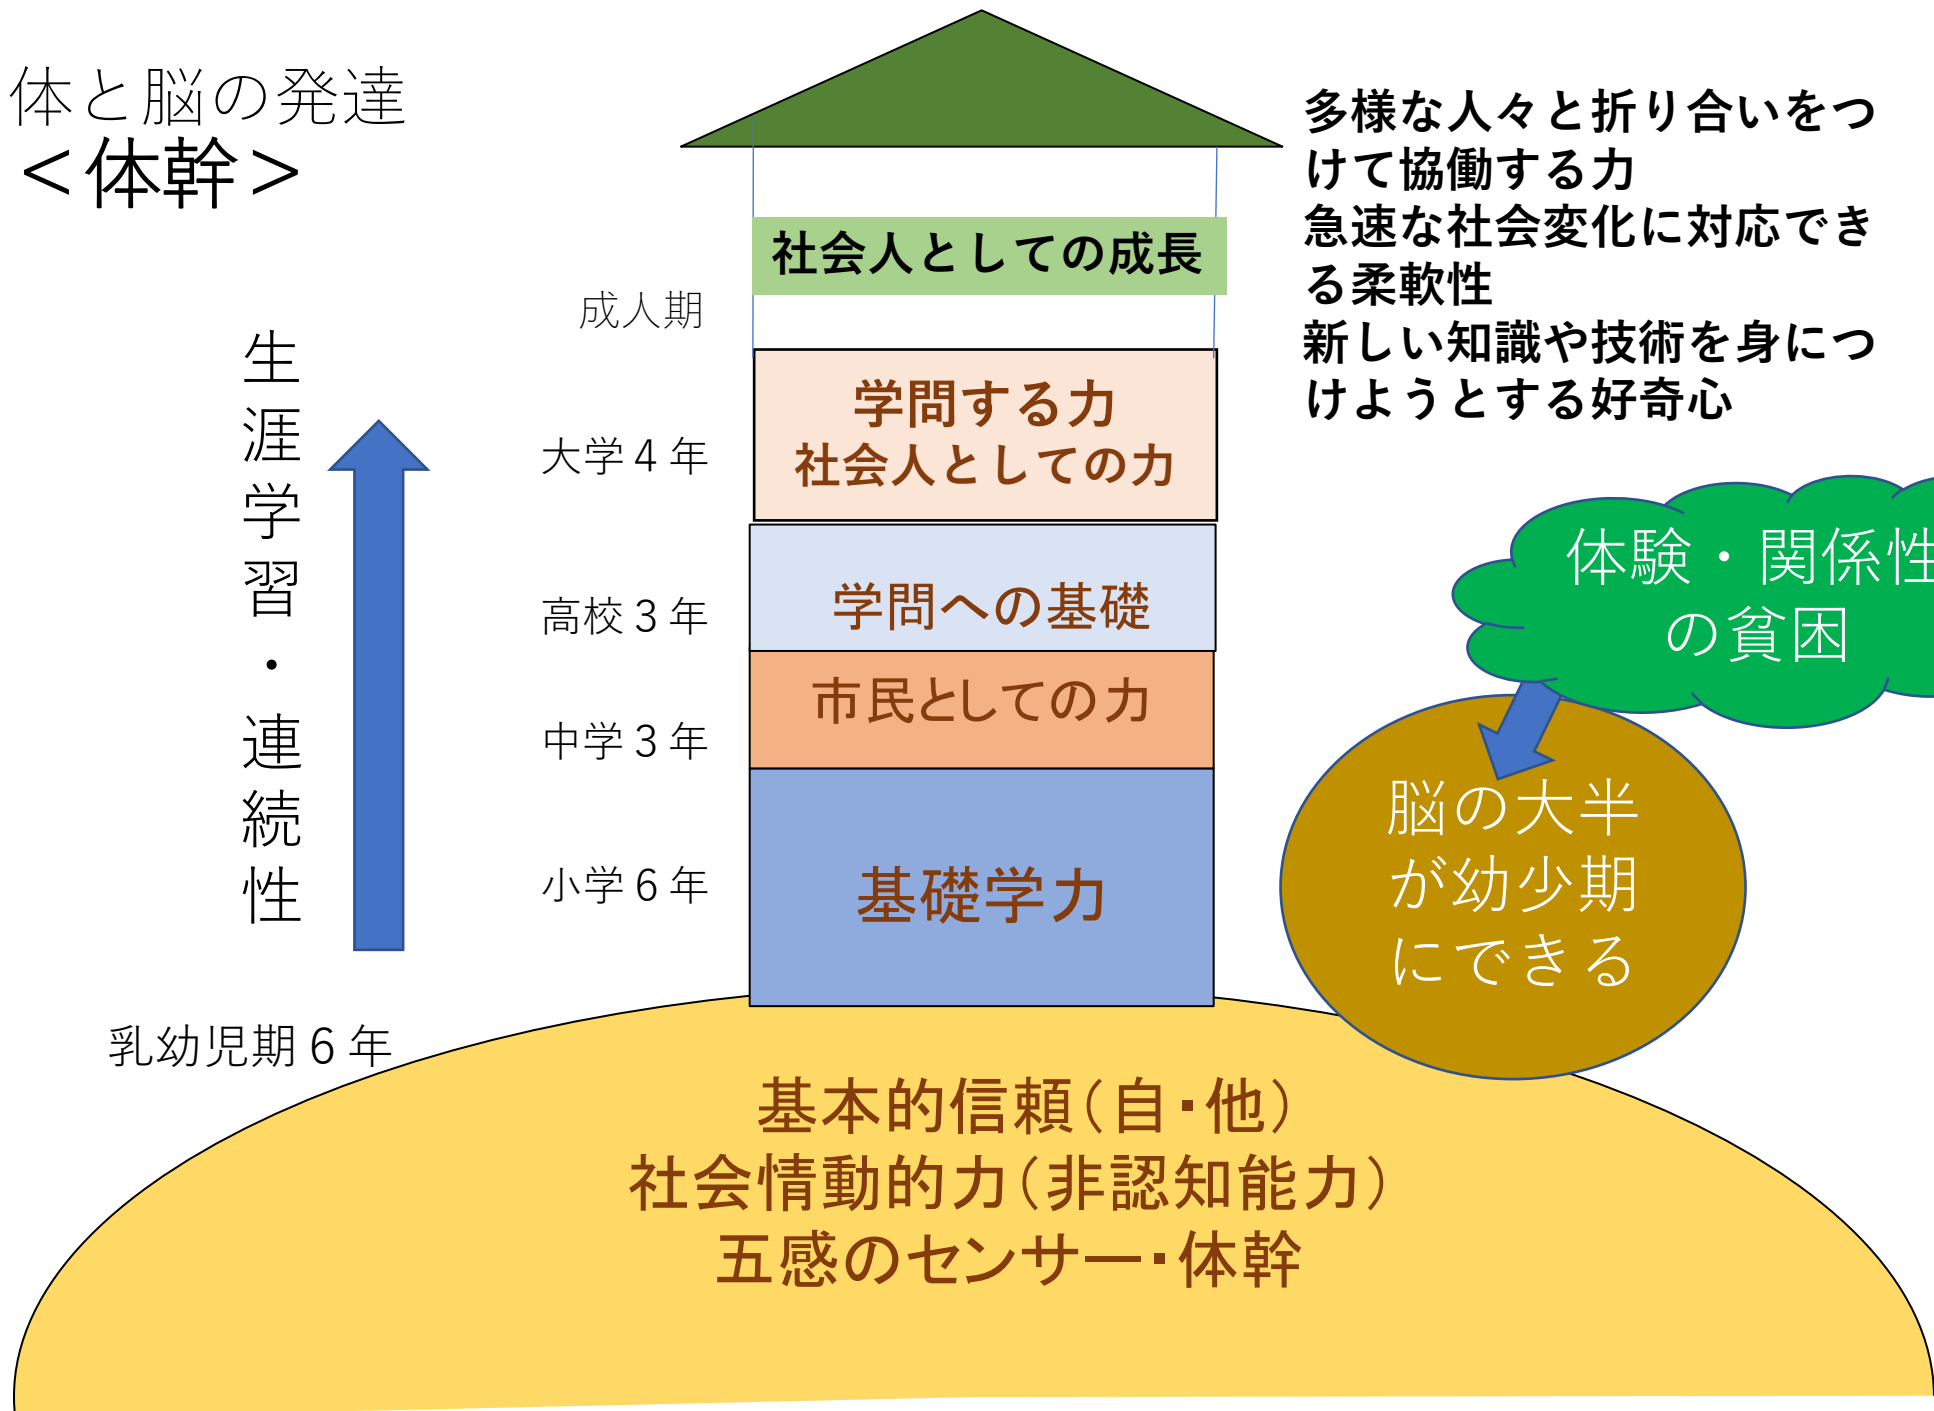 体と脳の発達
＜体幹＞
多様な人々と折り合いをつ
けて協働する力
急速な社会変化に対応でき
る柔軟性
新しい知識や技術を身につ
けようとする好奇心
社会人としての成長
成人期
生涯学習・連続性
学問する力
社会人としての力
大学４年
学問への基礎
高校３年
市民としての力
中学３年
基礎学力
小学６年
体験・関係性
の貧困
脳の大半
が幼少期
にできる
乳幼児期６年
基本的信頼（自・他）
社会情動的力（非認知能力）
五感のセンサー・体幹